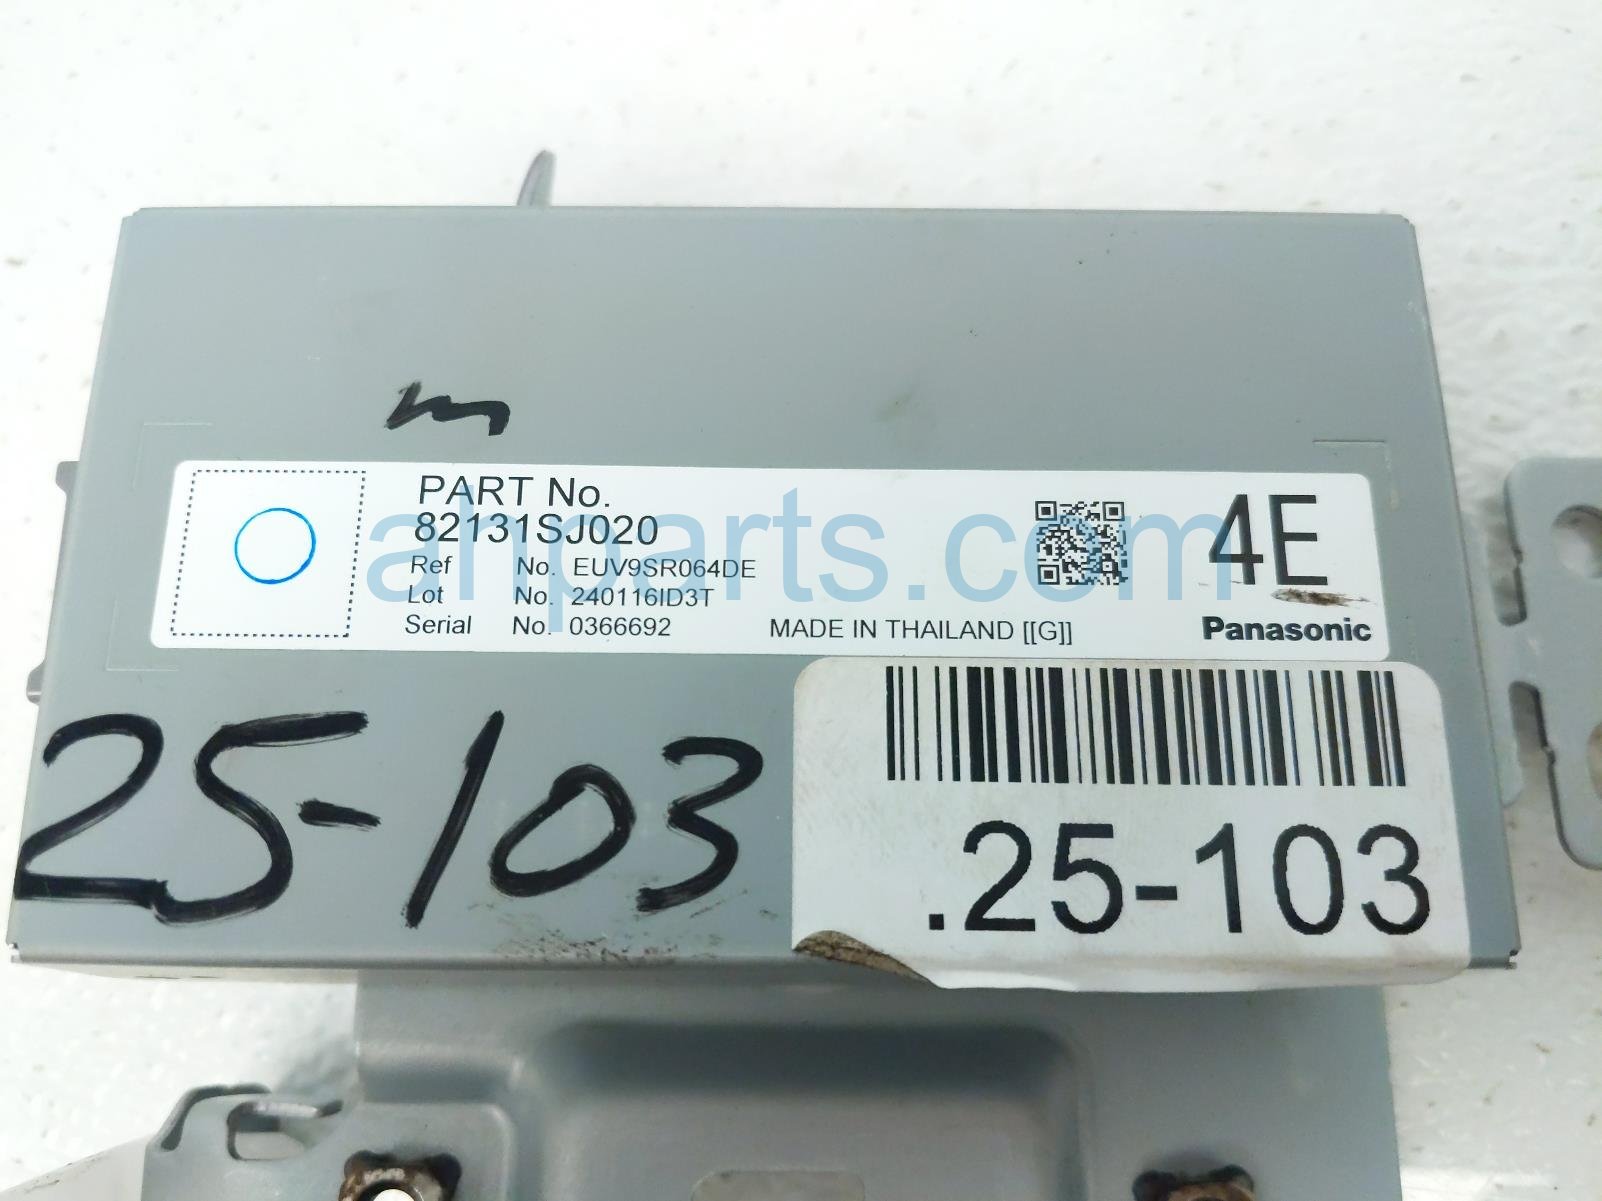 m
PART No.
82131SJ020
Ref No. EUV9SR064DE
Lot No. 240116ID3T
Serial No. 0366692
MADE IN THAILAND [[G]]
4E
Panasonic
ahparts.com
25-103
.25-103